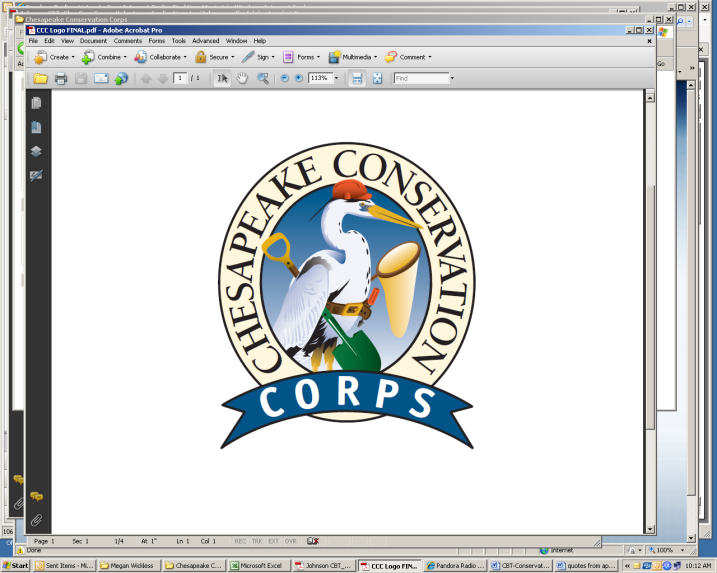 Chesapeake Conservation Corps
CCC Logo FINAL.pdf - Adobe Acrobat Pro
File Edit View Document Comments Forms Tools Advanced Window Help
Create Combine Collaborate Secure Sign Forms Multimedia Comment
1 / 1 113% Find
Go
CHESAPEAKE CONSERVATION
CORPS
Page 1 Sec 1 1/4 At 1" Ln 1 Col 1 REC TRK EXT OVR
106
Done Internet 100%
Start Sent Items - Mi... Megan Wickless Chesapeake C... Microsoft Excel Johnson CBT_... CCC Logo FIN... Pandora Radio ... CBT-Conservat... quotes from ap... 10:12 AM